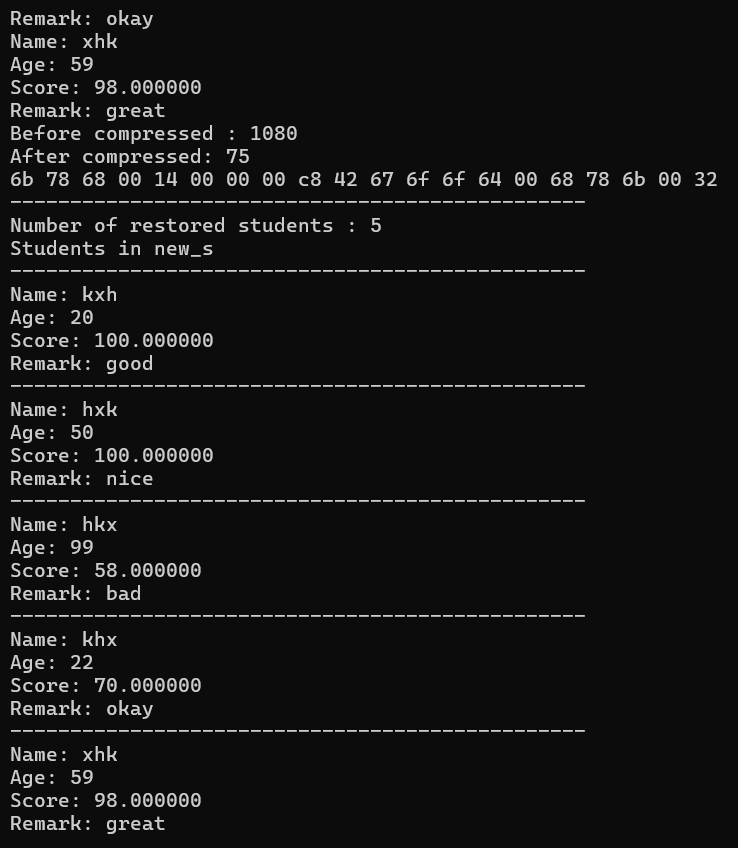 Remark: okay
Name: xhk
Age: 59
Score: 98.000000
Remark: great
Before compressed : 1080
After compressed: 75
6b 78 68 00 14 00 00 00 c8 42 67 6f 6f 64 00 68 78 6b 00 32
------------------------------------------------
Number of restored students : 5
Students in new_s
------------------------------------------------
Name: kxh
Age: 20
Score: 100.000000
Remark: good
------------------------------------------------
Name: hxk
Age: 50
Score: 100.000000
Remark: nice
------------------------------------------------
Name: hkx
Age: 99
Score: 58.000000
Remark: bad
------------------------------------------------
Name: khx
Age: 22
Score: 70.000000
Remark: okay
------------------------------------------------
Name: xhk
Age: 59
Score: 98.000000
Remark: great